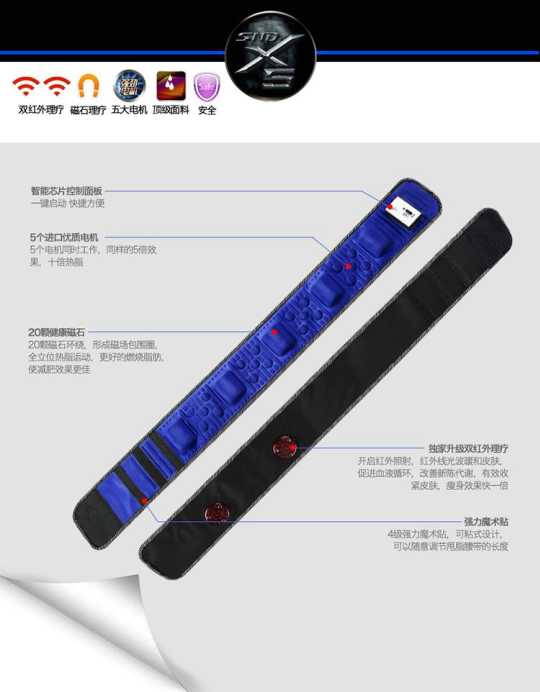 SHB
X5
双红外理疗 磁石理疗 五大电机 顶级面料 安全
强劲
电机
Safe
智能芯片控制面板
一键启动 快捷方便
5个进口优质电机
5个电机同时工作，同样的5倍效
果，十倍热脂
20颗健康磁石
20颗磁石环绕，形成磁场包围圈，
全立位热脂运动，更好的燃烧脂肪，
使减肥效果更佳
独家升级双红外理疗
开启红外照射，红外线光波暖和皮肤，
促进血液循环，改善新陈代谢，有效收
紧皮肤，瘦身效果快一倍
强力魔术贴
4级强力魔术贴，可粘式设计，
可以随意调节甩脂腰带的长度